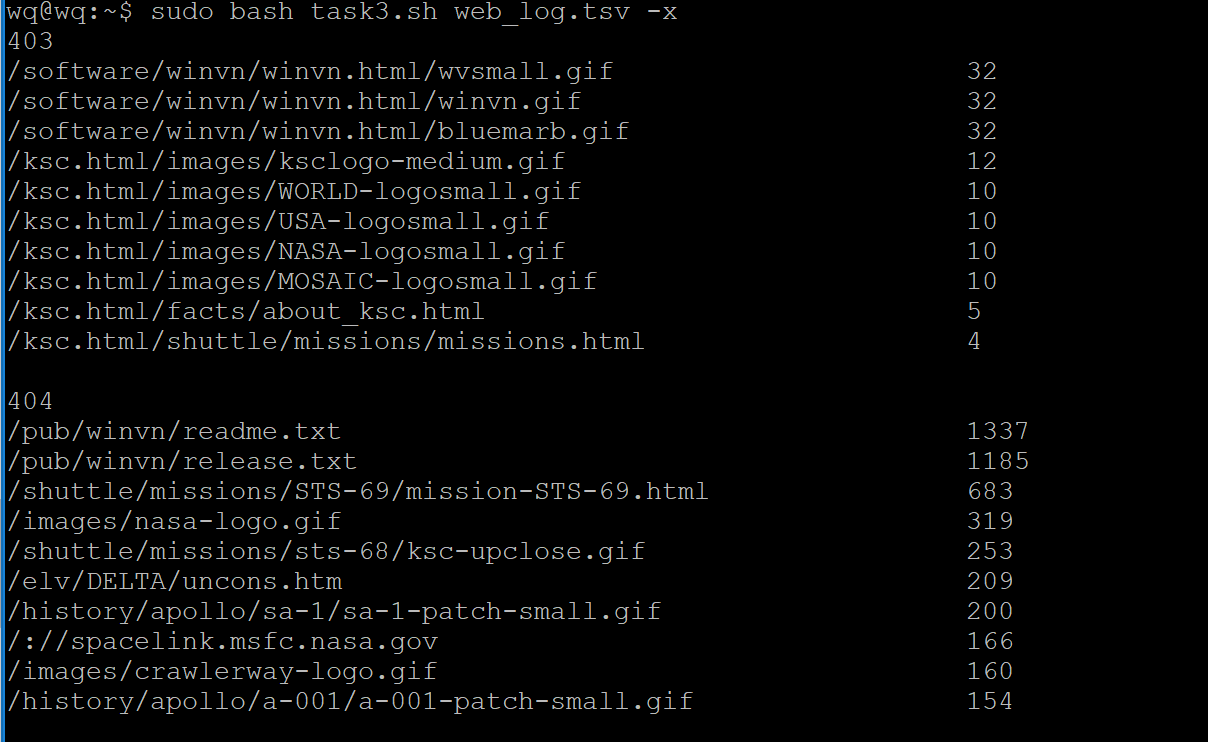 wq@wq:~$ sudo bash task3.sh web_log.tsv -x
403
/software/winvn/winvn.html/wvsmall.gif 32
/software/winvn/winvn.html/winvn.gif 32
/software/winvn/winvn.html/bluemarb.gif 32
/ksc.html/images/ksclogo-medium.gif 12
/ksc.html/images/WORLD-logosmall.gif 10
/ksc.html/images/USA-logosmall.gif 10
/ksc.html/images/NASA-logosmall.gif 10
/ksc.html/images/MOSAIC-logosmall.gif 10
/ksc.html/facts/about_ksc.html 5
/ksc.html/shuttle/missions/missions.html 4
404
/pub/winvn/readme.txt 1337
/pub/winvn/release.txt 1185
/shuttle/missions/STS-69/mission-STS-69.html 683
/images/nasa-logo.gif 319
/shuttle/missions/sts-68/ksc-upclose.gif 253
/elv/DELTA/uncons.htm 209
/history/apollo/sa-1/sa-1-patch-small.gif 200
/://spacelink.msfc.nasa.gov 166
/images/crawlerway-logo.gif 160
/history/apollo/a-001/a-001-patch-small.gif 154